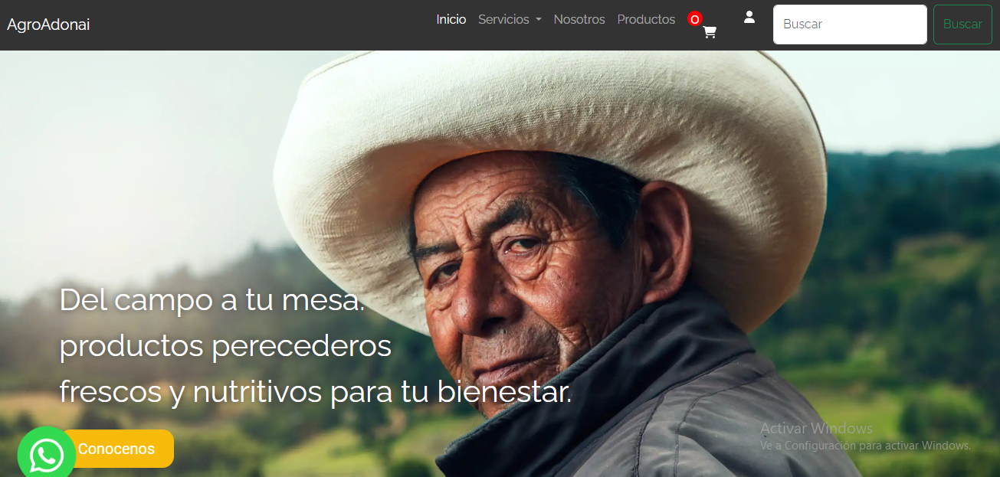 AgroAdonai
Inicio Servicios Nosotros Productos 0 Buscar Buscar
Del campo a tu mesa.
productos perecederos
frescos y nutritivos para tu bienestar.
Conocenos
Activar Windows
Ve a Configuración para activar Windows.